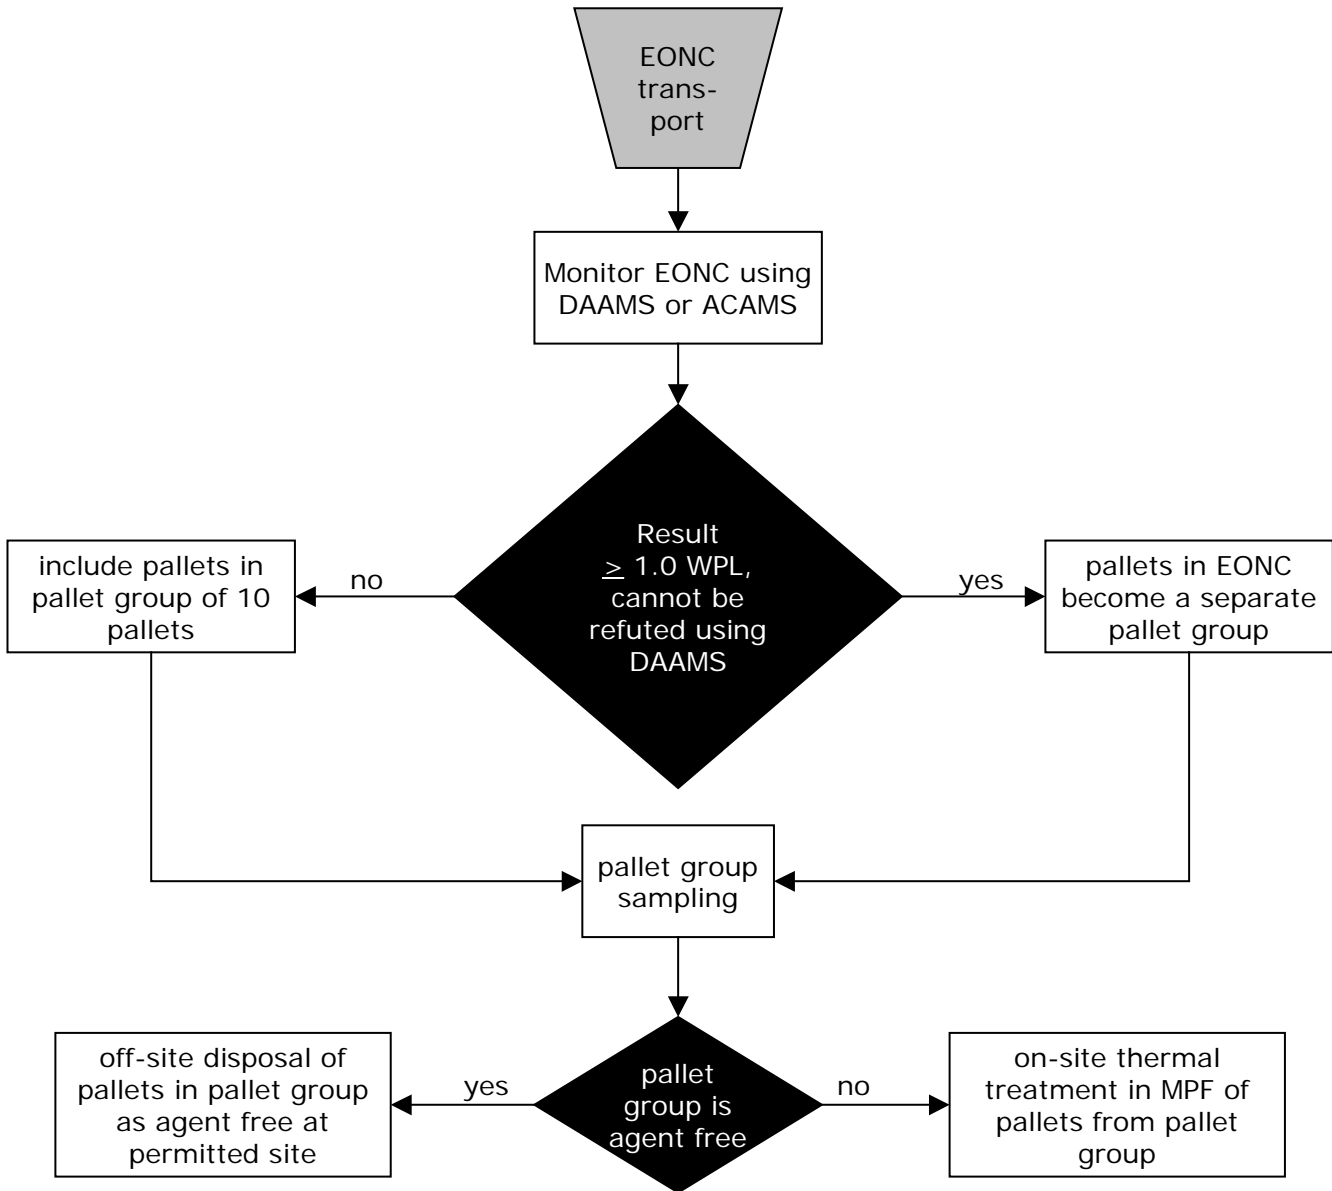 EONC
trans-
port
Monitor EONC using
DAAMS or ACAMS
Result
≥ 1.0 WPL,
cannot be
refuted using
DAAMS
no
include pallets in
pallet group of 10
pallets
yes
pallets in EONC
become a separate
pallet group
pallet group
sampling
pallet
group is
agent free
yes
off-site disposal of
pallets in pallet group
as agent free at
permitted site
no
on-site thermal
treatment in MPF of
pallets from pallet
group